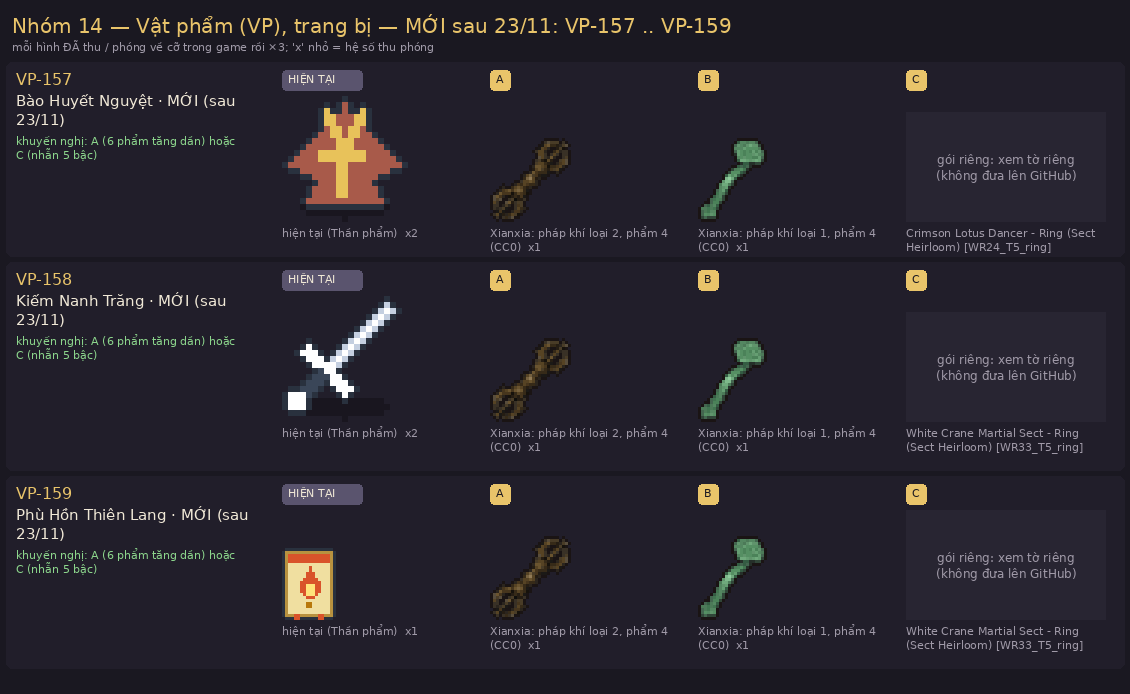 Nhóm 14 — Vật phẩm (VP), trang bị — MỚI sau 23/11: VP-157 .. VP-159
mỗi hình ĐÃ thu / phóng về cỡ trong game rồi ×3; 'x' nhỏ = hệ số thu phóng
VP-157
Bào Huyết Nguyệt · MỚI (sau
23/11)
khuyến nghị: A (6 phẩm tăng dần) hoặc
C (nhẫn 5 bậc)
HIỆN TẠI
hiện tại (Thần phẩm) x2
A
Xianxia: pháp khí loại 2, phẩm 4
(CC0) x1
B
Xianxia: pháp khí loại 1, phẩm 4
(CC0) x1
C
gói riêng: xem tờ riêng
(không đưa lên GitHub)
Crimson Lotus Dancer - Ring (Sect
Heirloom) [WR24_T5_ring]
VP-158
Kiếm Nanh Trăng · MỚI (sau
23/11)
khuyến nghị: A (6 phẩm tăng dần) hoặc
C (nhẫn 5 bậc)
HIỆN TẠI
hiện tại (Thần phẩm) x2
A
Xianxia: pháp khí loại 2, phẩm 4
(CC0) x1
B
Xianxia: pháp khí loại 1, phẩm 4
(CC0) x1
C
gói riêng: xem tờ riêng
(không đưa lên GitHub)
White Crane Martial Sect - Ring
(Sect Heirloom) [WR33_T5_ring]
VP-159
Phù Hồn Thiên Lang · MỚI (sau
23/11)
khuyến nghị: A (6 phẩm tăng dần) hoặc
C (nhẫn 5 bậc)
HIỆN TẠI
hiện tại (Thần phẩm) x1
A
Xianxia: pháp khí loại 2, phẩm 4
(CC0) x1
B
Xianxia: pháp khí loại 1, phẩm 4
(CC0) x1
C
gói riêng: xem tờ riêng
(không đưa lên GitHub)
White Crane Martial Sect - Ring
(Sect Heirloom) [WR33_T5_ring]